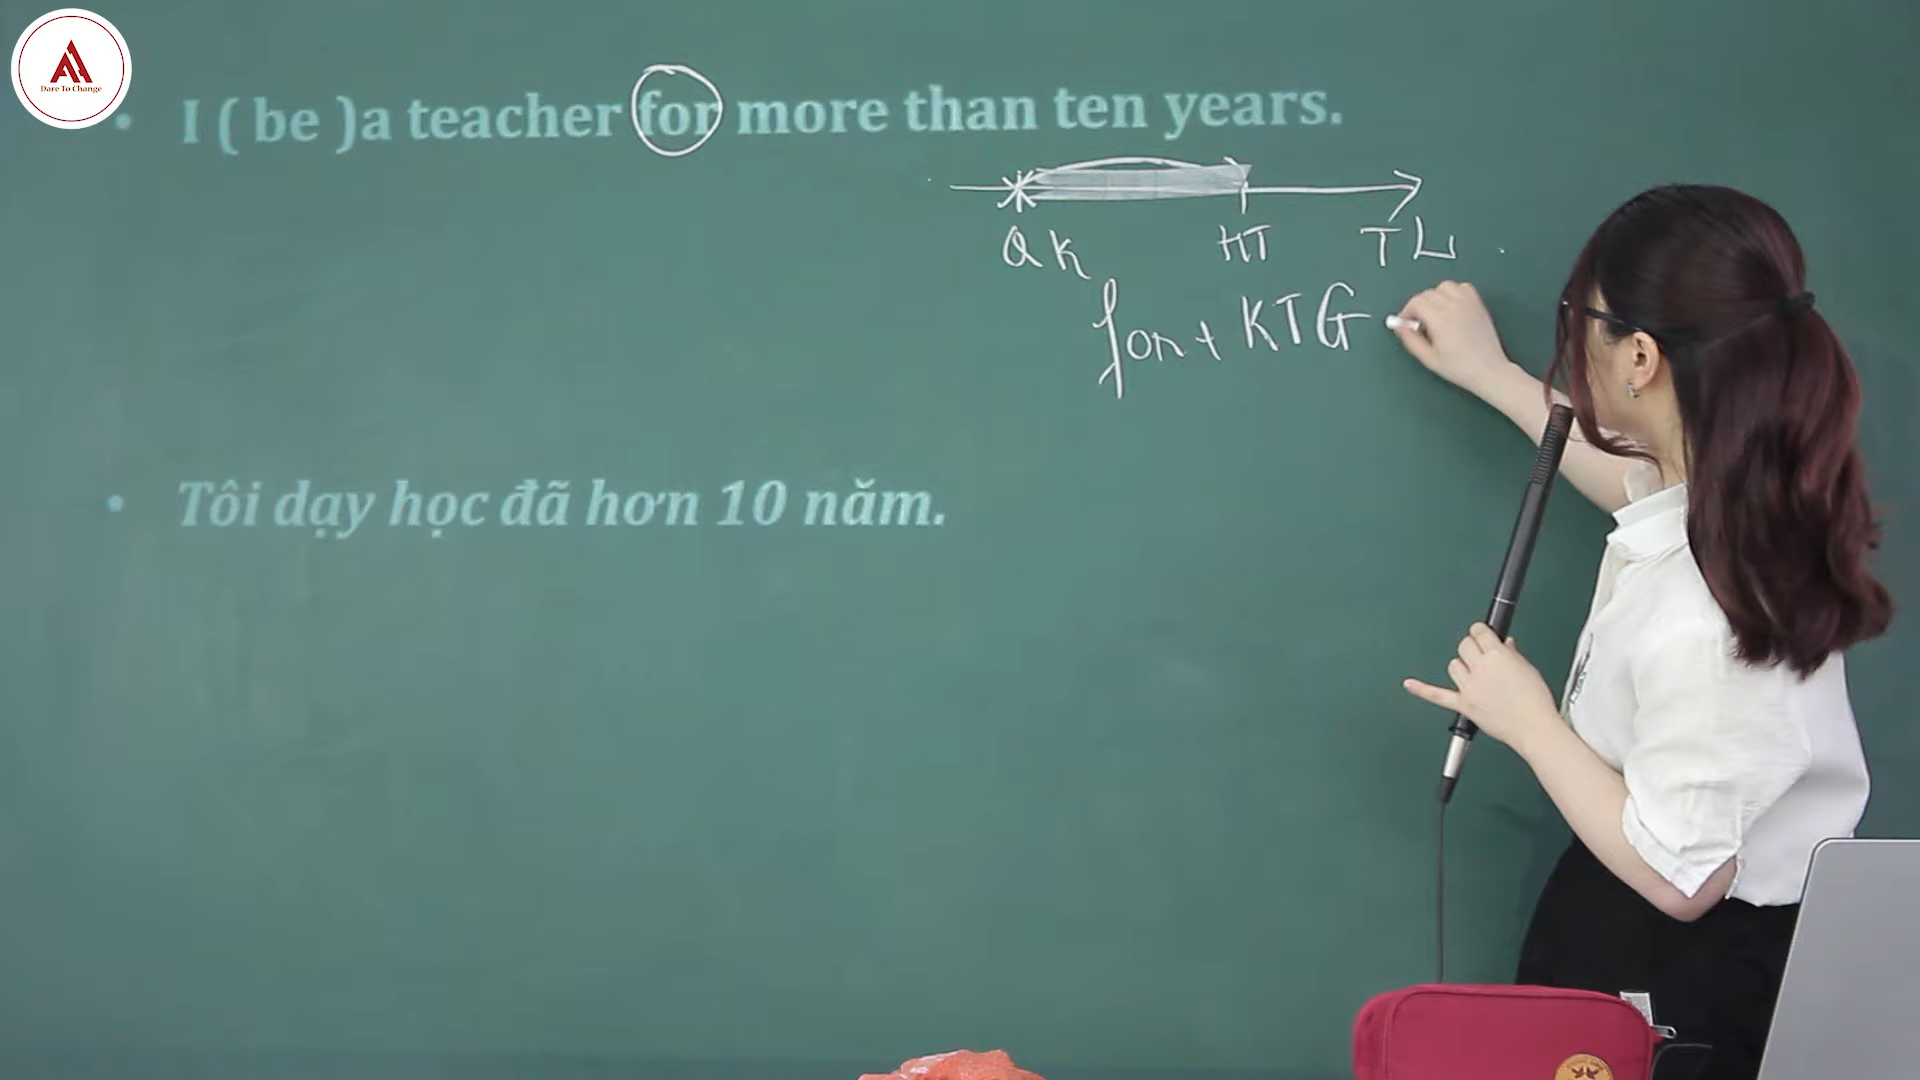 Dare To Change
• I ( be )a teacher for more than ten years.
QK HT TL
for + KTG
• Tôi dạy học đã hơn 10 năm.